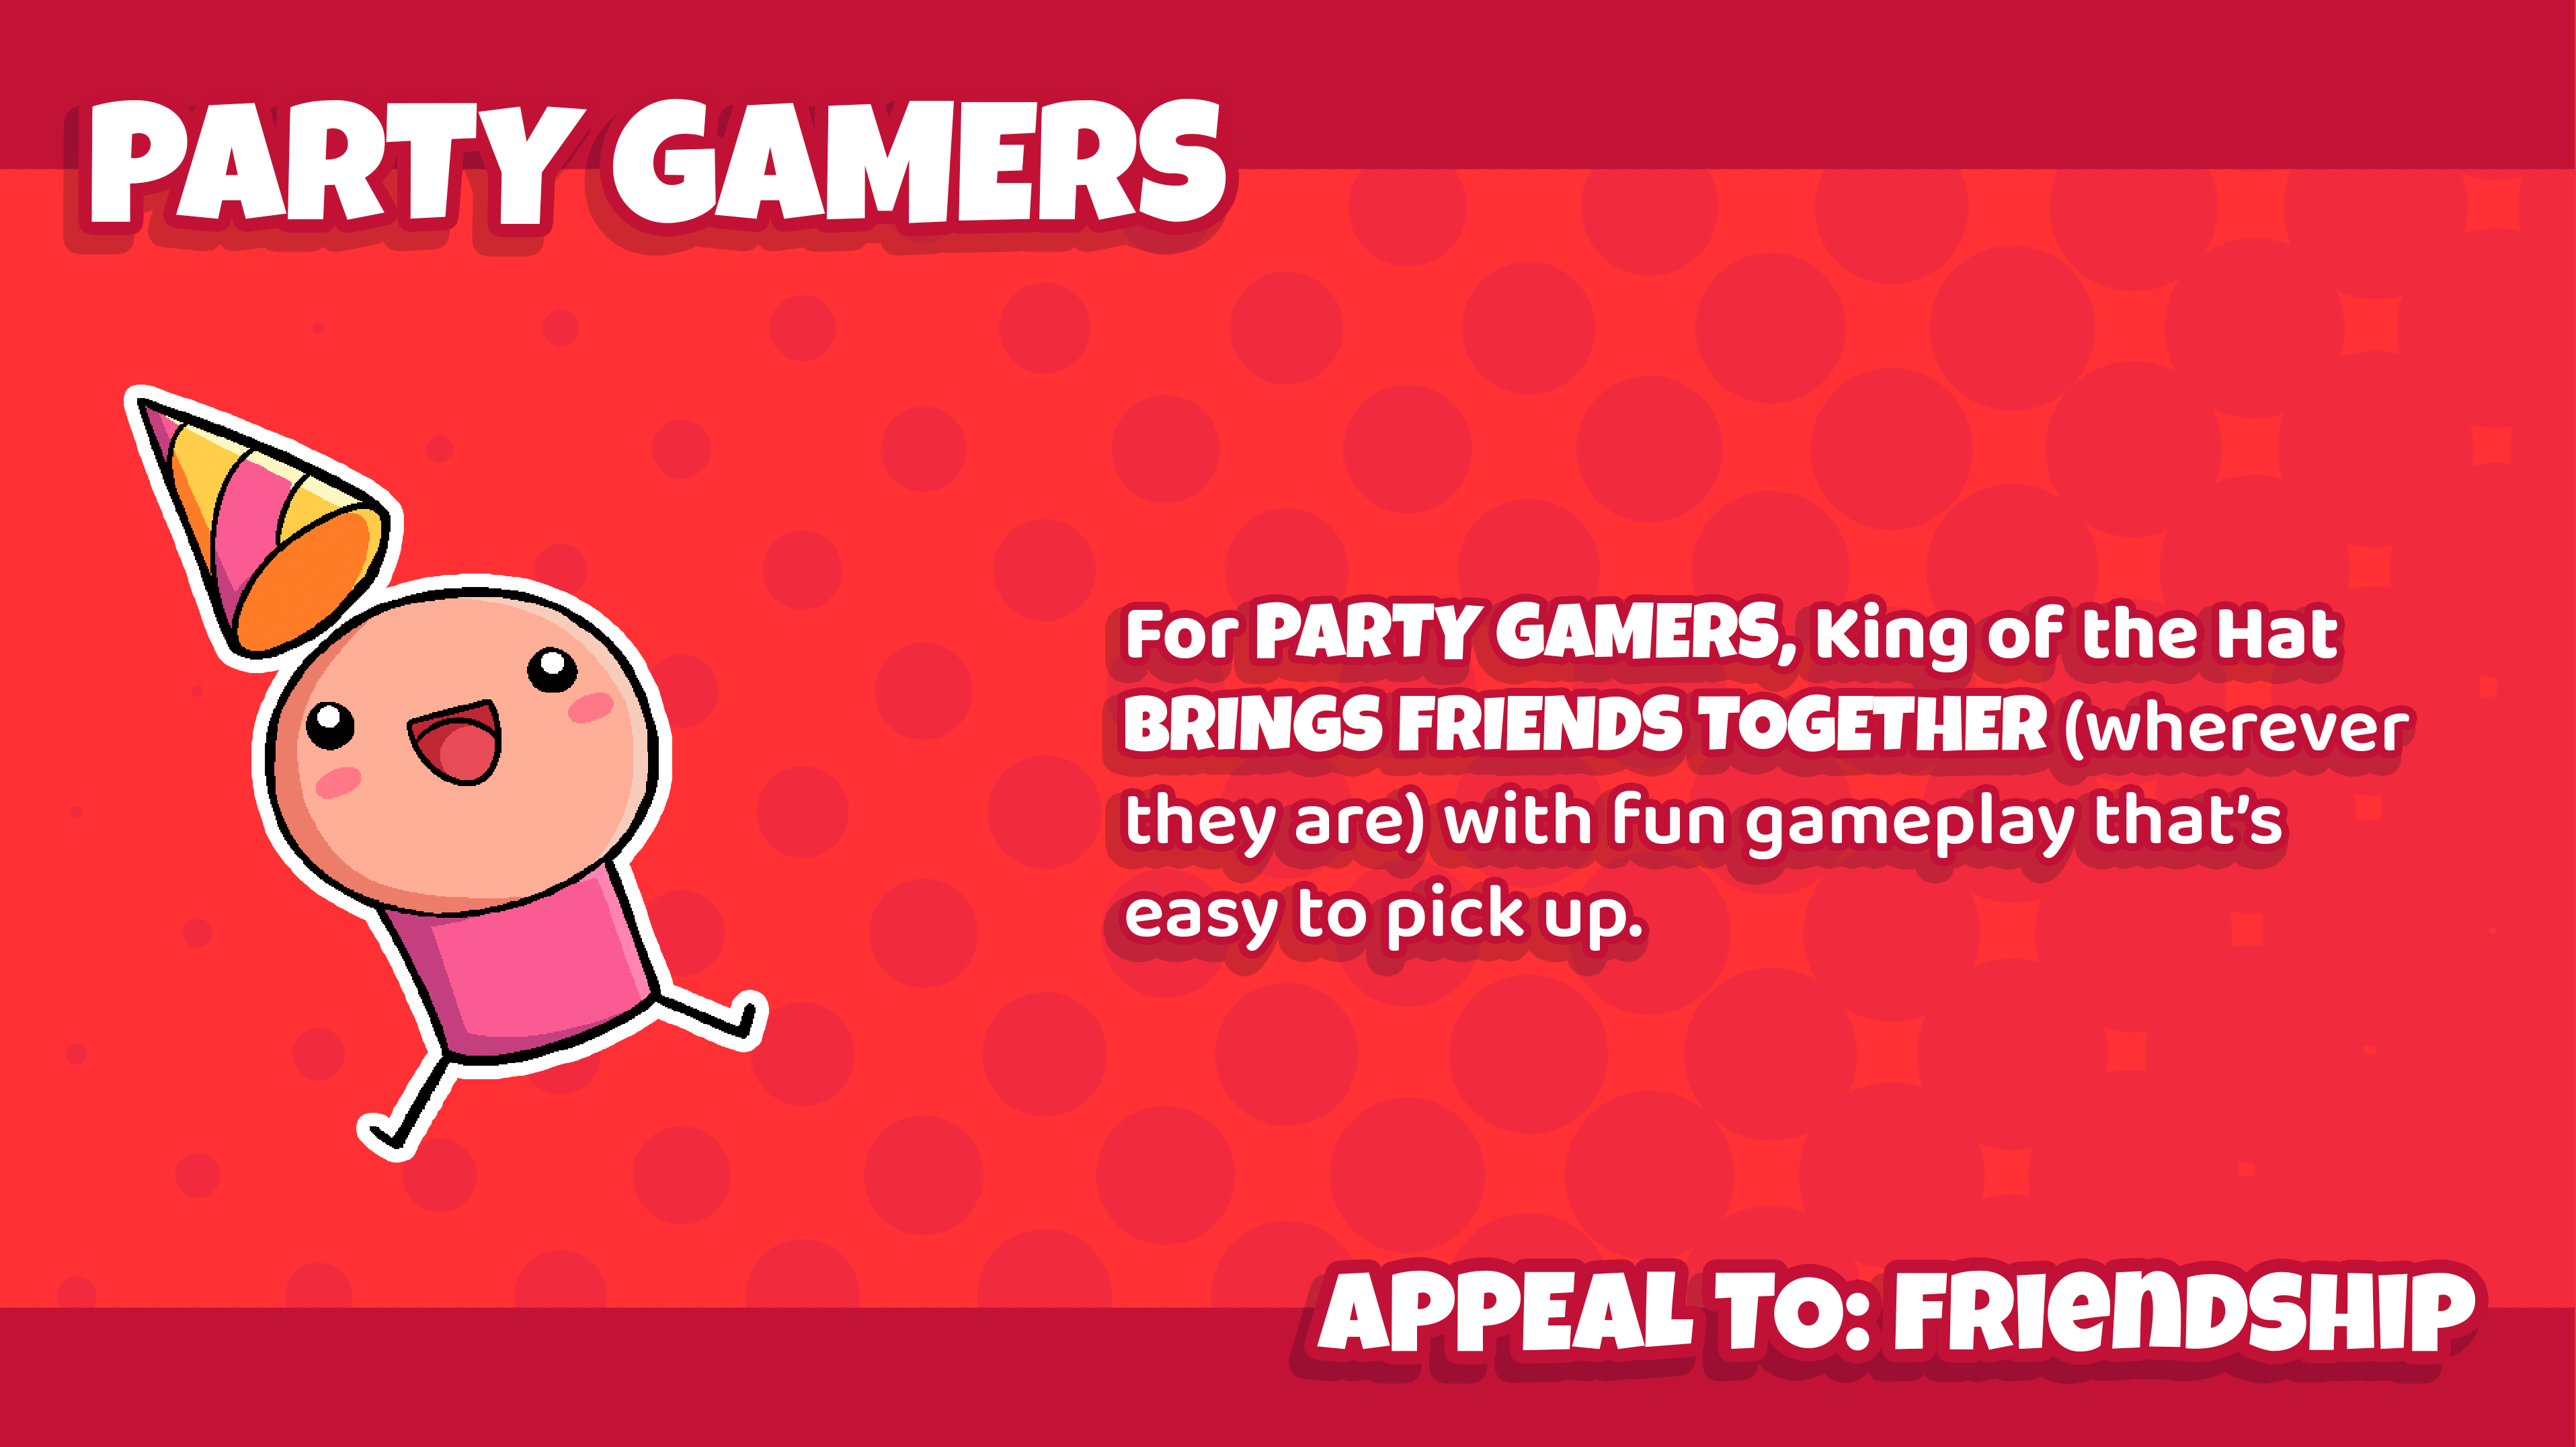 PARTY GAMERS
For PARTY GAMERS, King of the Hat
BRINGS FRIENDS TOGETHER (wherever
they are) with fun gameplay that's
easy to pick up.
APPEAL TO: FRIENDSHIP